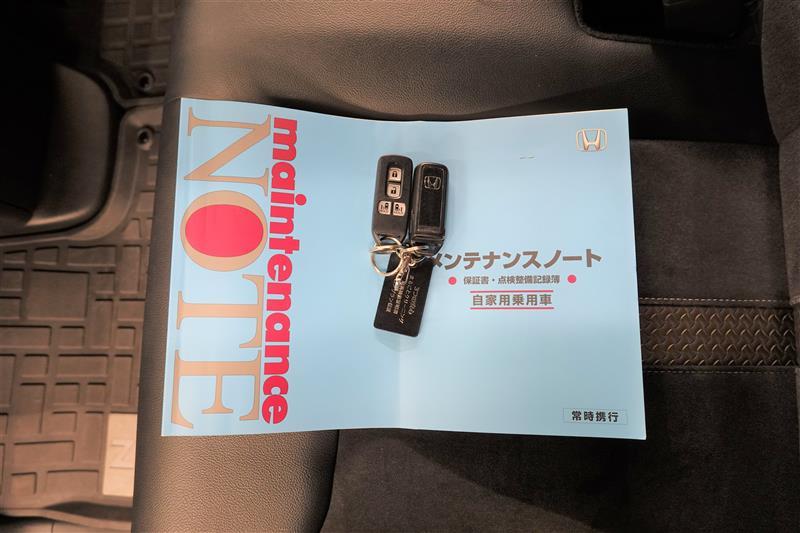 maintenance
NOTE
メンテナンスノート
保証書・点検整備記録簿
自家用乗用車
常時携行